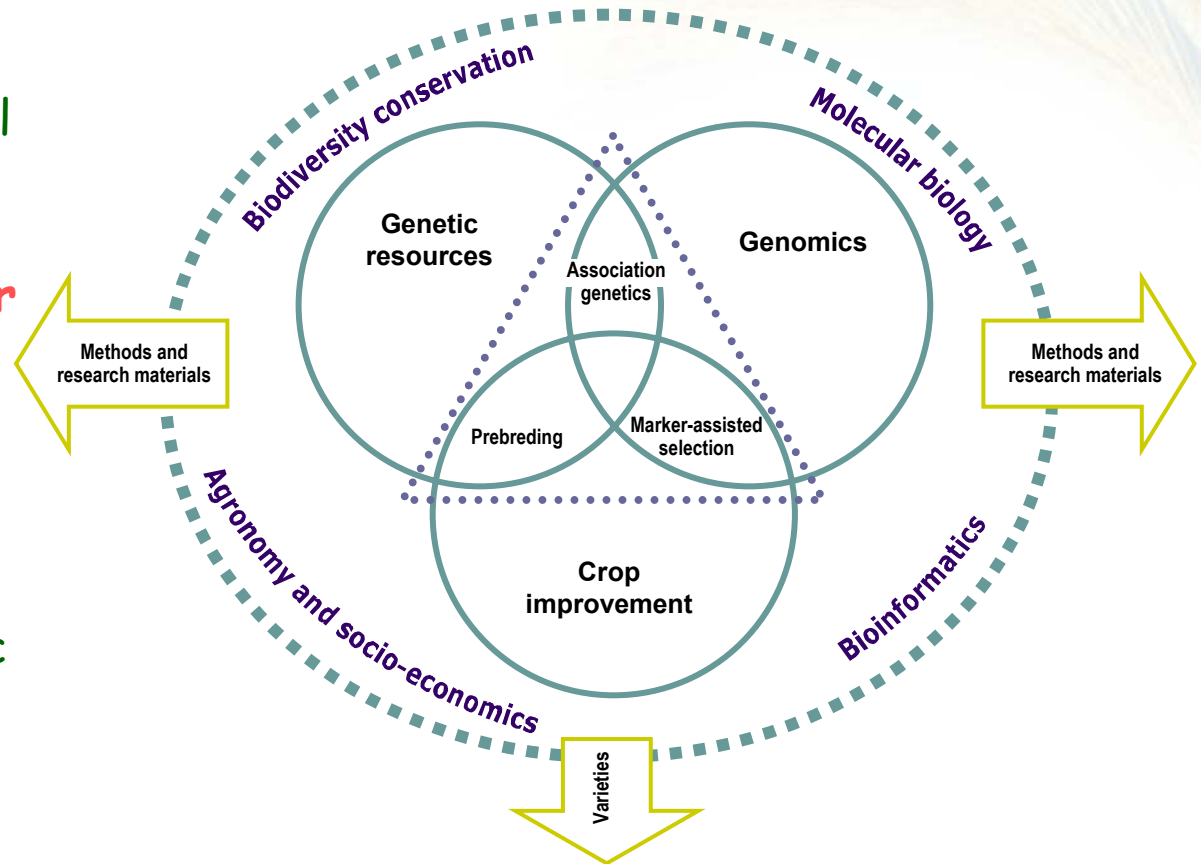 Biodiversity conservation
Molecular biology
l
Genetic
resources
Genomics
Association
genetics
r
Methods and
research materials
Methods and
research materials
Prebreding
Marker-assisted
selection
Agronomy and socio-economics
Crop
improvement
Bioinformatics
c
Varieties